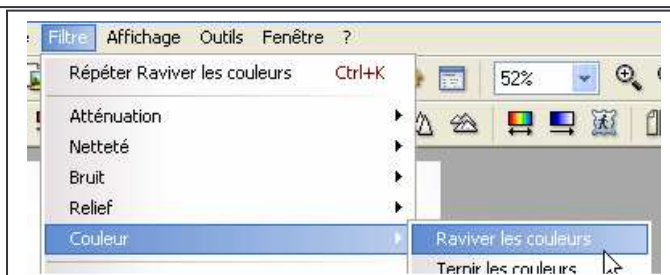 Filtre Affichage Outils Fenêtre ?
Répéter Raviver les couleurs Ctrl+K
52%
Atténuation
Netteté
Bruit
Relief
Couleur
Raviver les couleurs
Ternir les couleurs